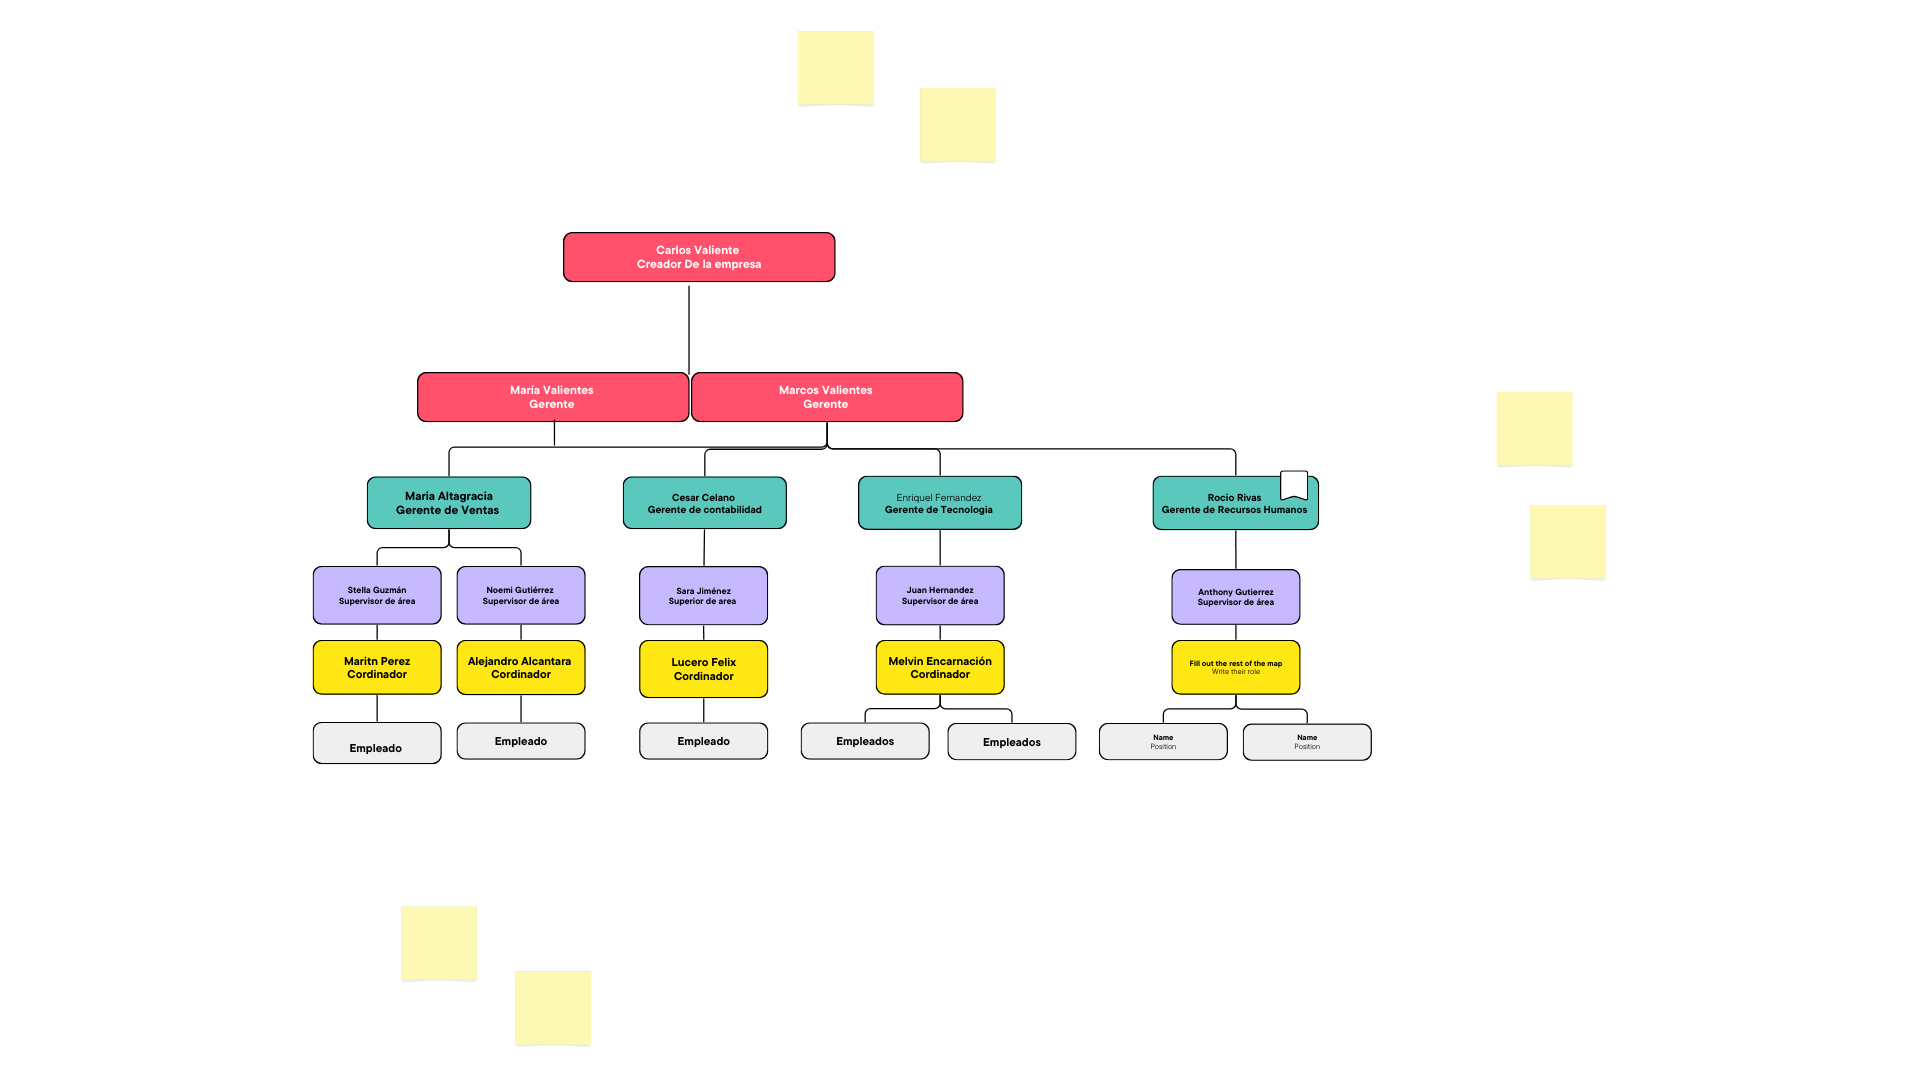 Carlos Valiente
Creador De la empresa
María Valientes
Gerente
Marcos Valientes
Gerente
Maria Altagracia
Gerente de Ventas
Cesar Celano
Gerente de contabilidad
Enriquel Fernandez
Gerente de Tecnologia
Rocio Rivas
Gerente de Recursos Humanos
Stella Guzmán
Supervisor de área
Noemi Gutiérrez
Supervisor de área
Sara Jiménez
Superior de area
Juan Hernandez
Supervisor de área
Anthony Gutierrez
Supervisor de área
Maritn Perez
Cordinador
Alejandro Alcantara
Cordinador
Lucero Felix
Cordinador
Melvin Encarnación
Cordinador
Fill out the rest of the map
Write their role
Empleado
Empleado
Empleado
Empleados
Empleados
Name
Position
Name
Position